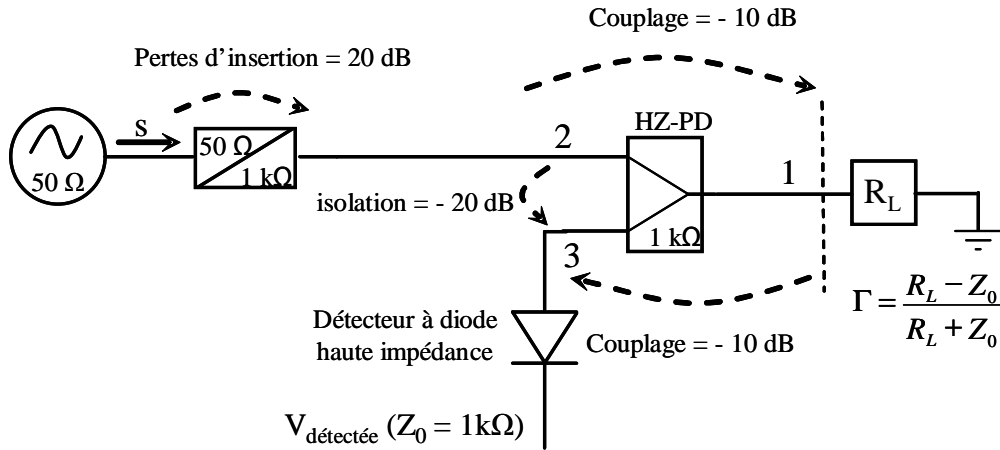 Couplage = - 10 dB
Pertes d'insertion = 20 dB
s
50 Ω
50 Ω
1 kΩ
2
HZ-PD
1 kΩ
1
R_L
isolation = - 20 dB
3
Γ = (R_L − Z_0) / (R_L + Z_0)
Détecteur à diode
haute impédance
Couplage = - 10 dB
V_détectée (Z_0 = 1kΩ)